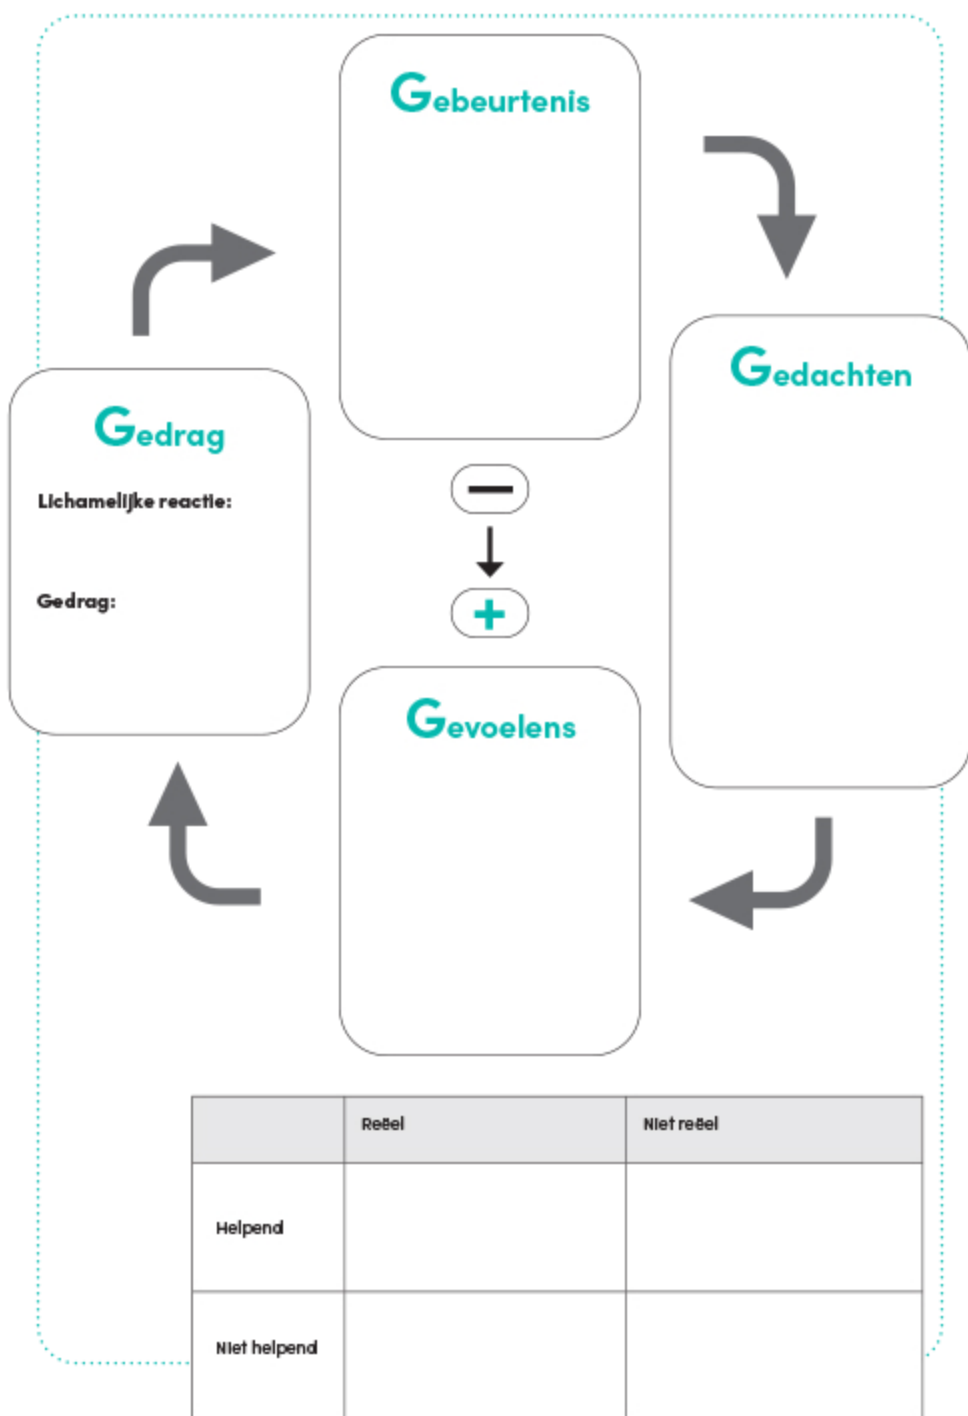 Gebeurtenis
Gedachten
Gedrag
Lichamelijke reactie:
Gedrag:
−
+
Gevoelens
Reëel
Niet reëel
Helpend
Niet helpend